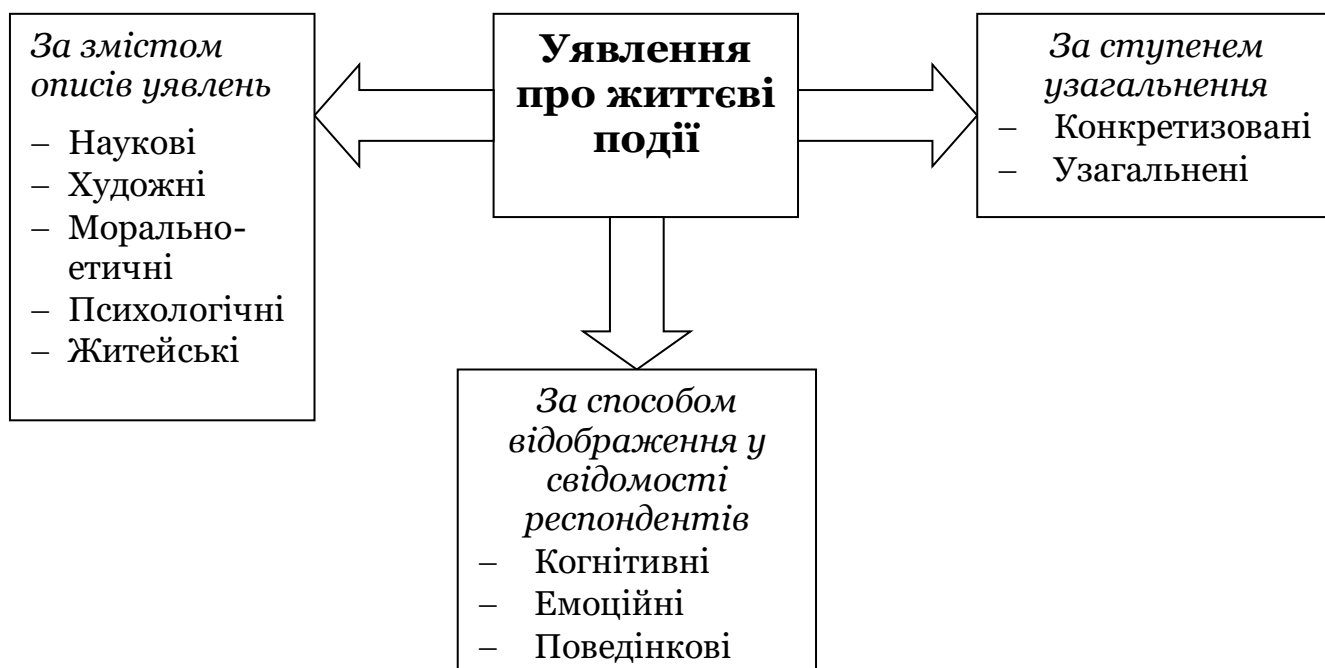 За змістом
описів уявлень
– Наукові
– Художні
– Морально-
етичні
– Психологічні
– Житейські
Уявлення
про життєві
події
За ступенем
узагальнення
– Конкретизовані
– Узагальнені
За способом
відображення у
свідомості
респондентів
– Когнітивні
– Емоційні
– Поведінкові